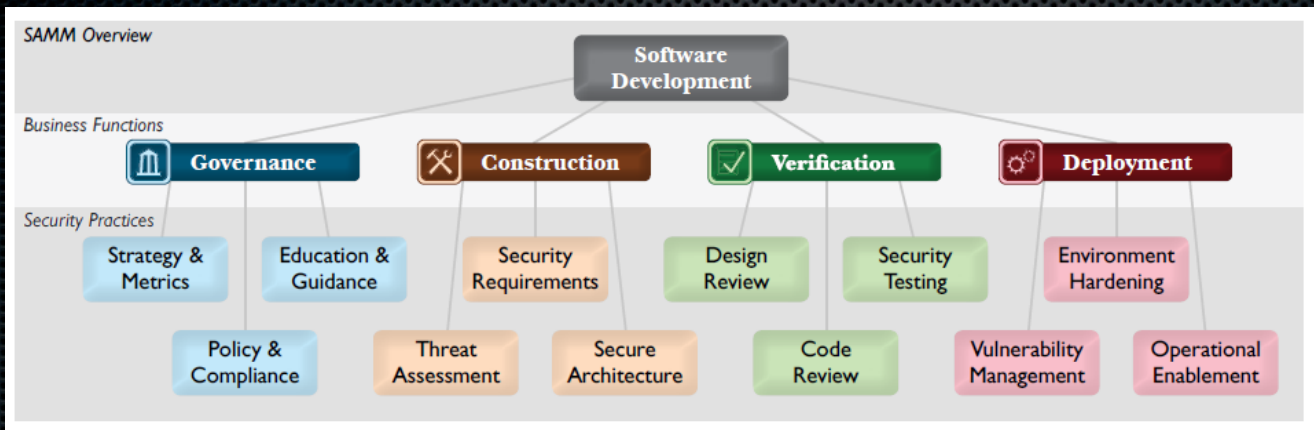 SAMM Overview
Software
Development
Business Functions
Governance
Construction
Verification
Deployment
Security Practices
Strategy &
Metrics
Education &
Guidance
Security
Requirements
Design
Review
Security
Testing
Environment
Hardening
Policy &
Compliance
Threat
Assessment
Secure
Architecture
Code
Review
Vulnerability
Management
Operational
Enablement